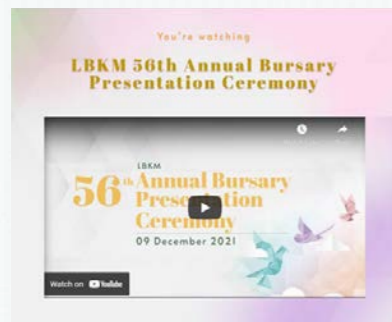 You're watching
LBKM 56th Annual Bursary
Presentation Ceremony
LBKM
56th Annual Bursary
Presentation
Ceremony
09 December 2021
Watch on YouTube